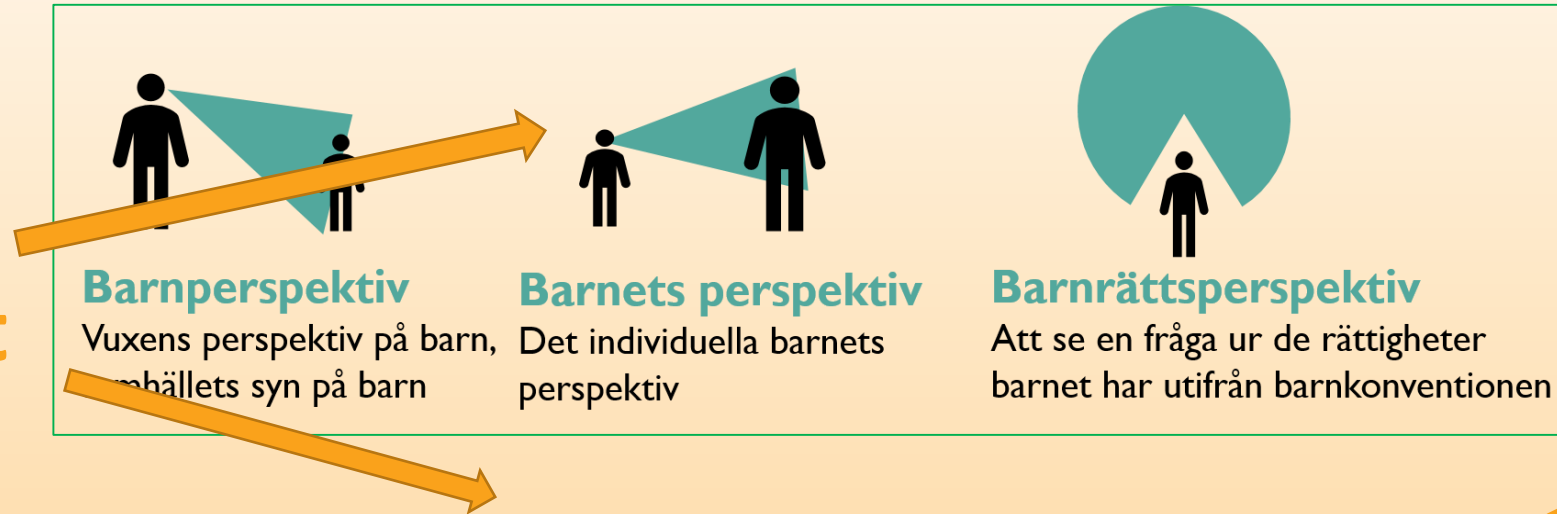 Barnperspektiv
Vuxens perspektiv på barn,
syn på barn
Barnets perspektiv
Det individuella barnets
perspektiv
Barnrättsperspektiv
Att se en fråga ur de rättigheter
barnet har utifrån barnkonventionen
t